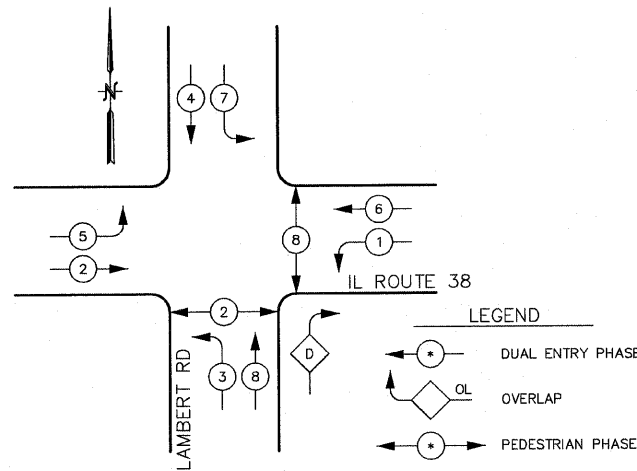 N
4
7
6
5
8
1
2
IL ROUTE 38
2
LEGEND
D
* DUAL ENTRY PHASE
3
8
OL
OVERLAP
LAMBERT RD
* PEDESTRIAN PHASE